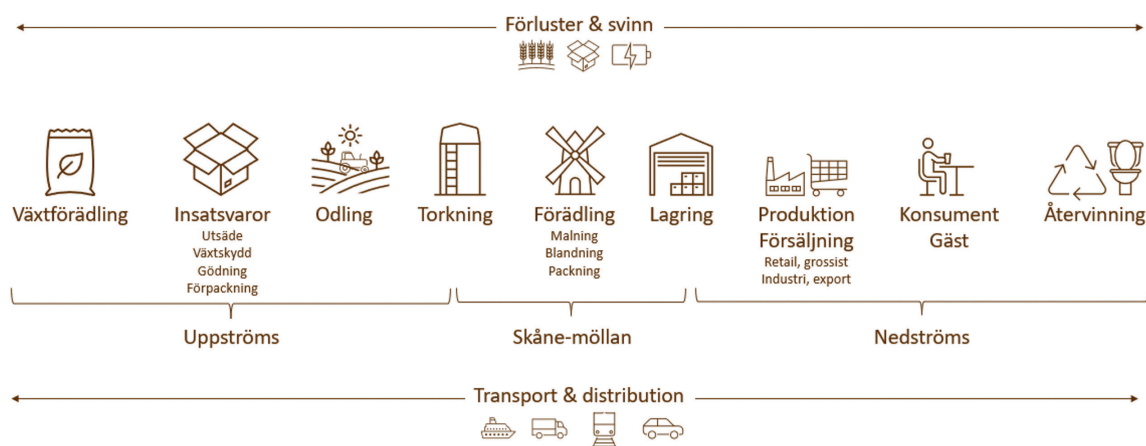 Förluster & svinn
Växtförädling
Insatsvaror
Utsäde
Växtskydd
Gödning
Förpackning
Odling
Torkning
Förädling
Malning
Blandning
Packning
Lagring
Produktion
Försäljning
Retail, grossist
Industri, export
Konsument
Gäst
Återvinning
Uppströms
Skåne-möllan
Nedströms
Transport & distribution